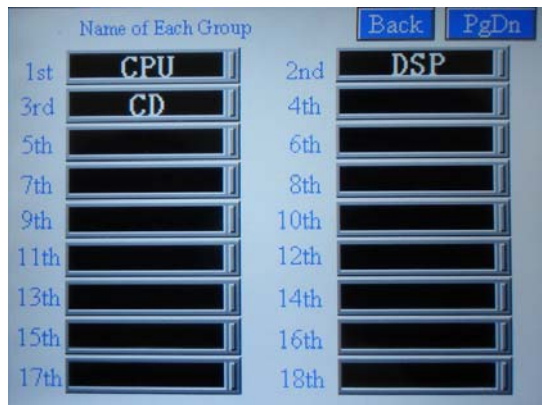 Name of Each Group Back PgDn
1st CPU 2nd DSP
3rd CD 4th
5th 6th
7th 8th
9th 10th
11th 12th
13th 14th
15th 16th
17th 18th